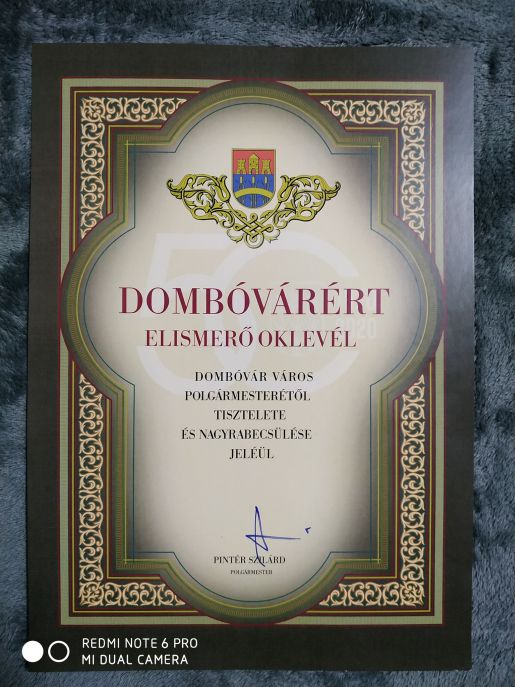 DOMBÓVÁRÉRT
ELISMERŐ OKLEVÉL
DOMBÓVÁR VÁROS
POLGÁRMESTERÉTŐL
TISZTELETE
ÉS NAGYRABECSÜLÉSE
JELÉÜL
PINTÉR SZILÁRD
POLGÁRMESTER
REDMI NOTE 6 PRO
MI DUAL CAMERA